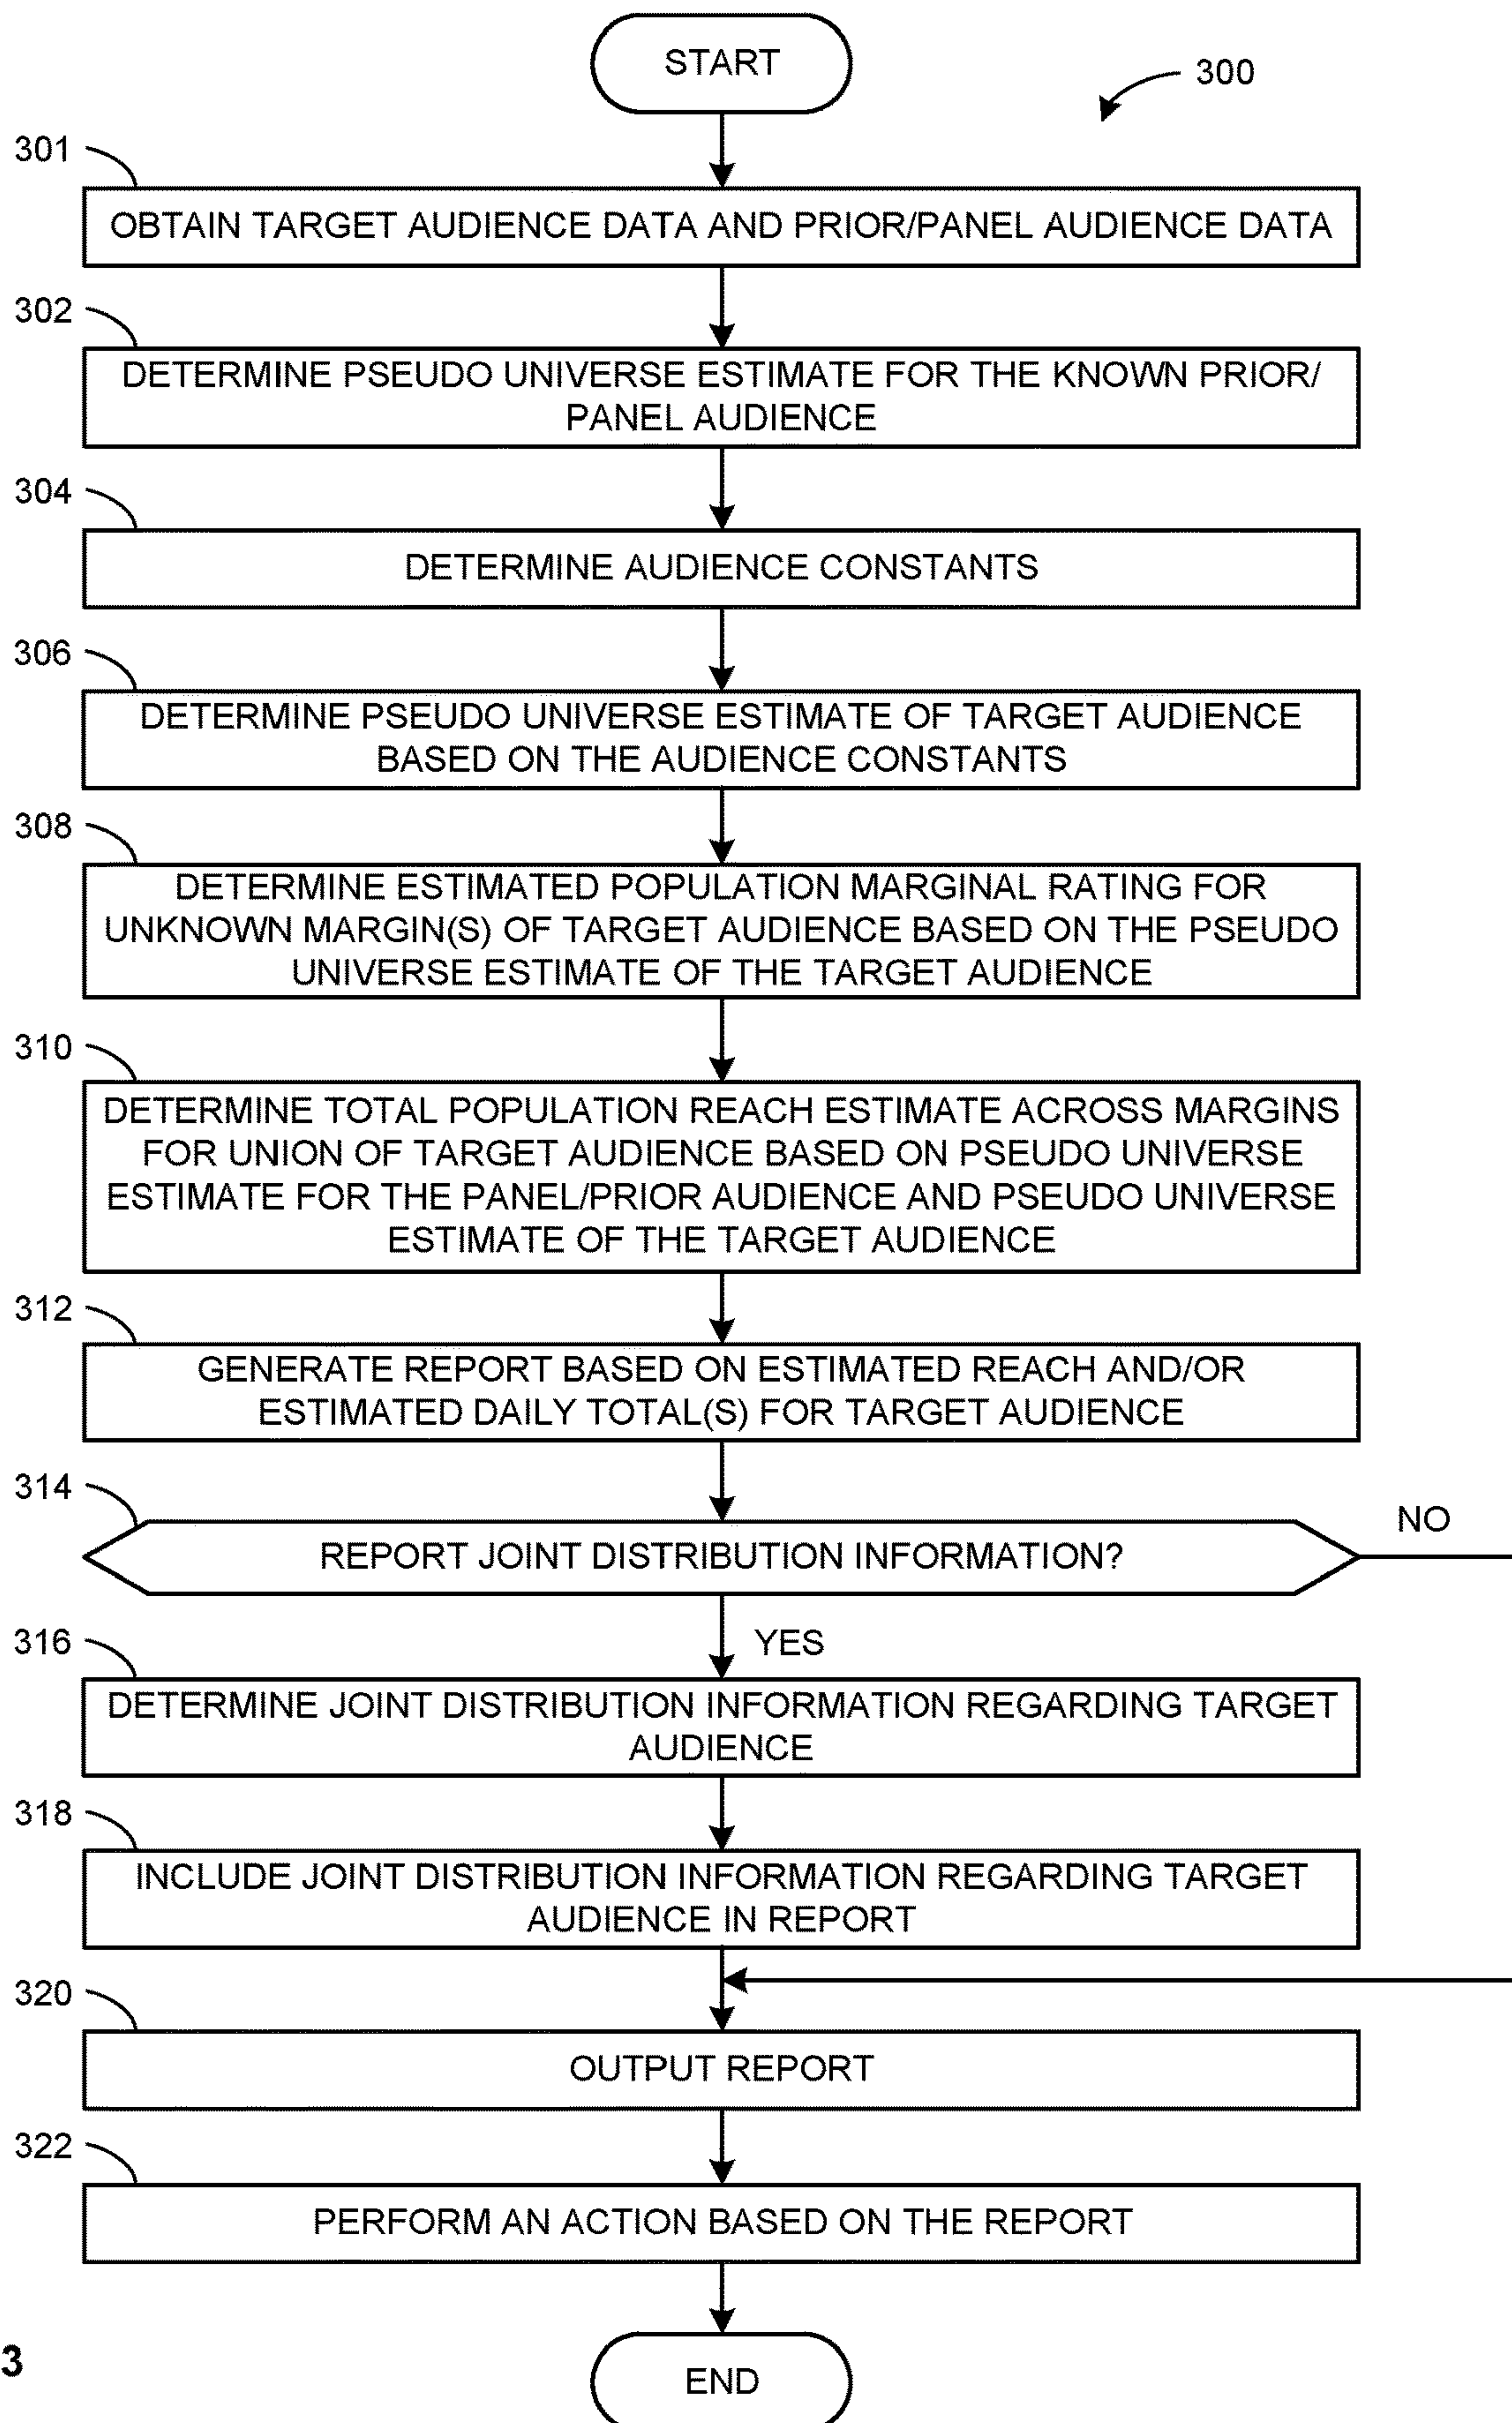 START
300
301
OBTAIN TARGET AUDIENCE DATA AND PRIOR/PANEL AUDIENCE DATA
302
DETERMINE PSEUDO UNIVERSE ESTIMATE FOR THE KNOWN PRIOR/
PANEL AUDIENCE
304
DETERMINE AUDIENCE CONSTANTS
306
DETERMINE PSEUDO UNIVERSE ESTIMATE OF TARGET AUDIENCE
BASED ON THE AUDIENCE CONSTANTS
308
DETERMINE ESTIMATED POPULATION MARGINAL RATING FOR
UNKNOWN MARGIN(S) OF TARGET AUDIENCE BASED ON THE PSEUDO
UNIVERSE ESTIMATE OF THE TARGET AUDIENCE
310
DETERMINE TOTAL POPULATION REACH ESTIMATE ACROSS MARGINS
FOR UNION OF TARGET AUDIENCE BASED ON PSEUDO UNIVERSE
ESTIMATE FOR THE PANEL/PRIOR AUDIENCE AND PSEUDO UNIVERSE
ESTIMATE OF THE TARGET AUDIENCE
312
GENERATE REPORT BASED ON ESTIMATED REACH AND/OR
ESTIMATED DAILY TOTAL(S) FOR TARGET AUDIENCE
314
REPORT JOINT DISTRIBUTION INFORMATION?
NO
YES
316
DETERMINE JOINT DISTRIBUTION INFORMATION REGARDING TARGET
AUDIENCE
318
INCLUDE JOINT DISTRIBUTION INFORMATION REGARDING TARGET
AUDIENCE IN REPORT
320
OUTPUT REPORT
322
PERFORM AN ACTION BASED ON THE REPORT
3
END